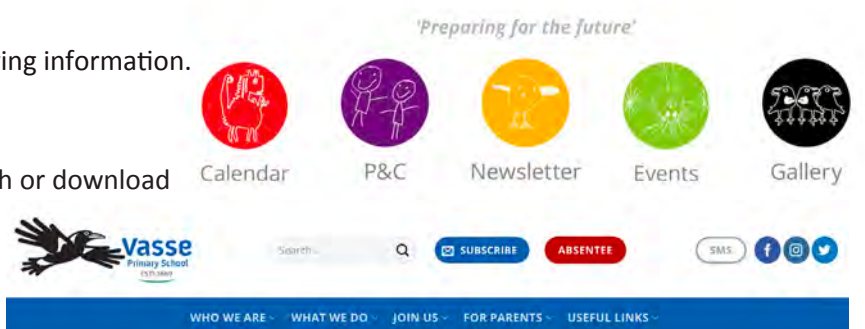 'Preparing for the future'
ing information.
Calendar P&C Newsletter Events Gallery
h or download
Vasse
Primary School
Search...
SUBSCRIBE
ABSENTEE
SMS
WHO WE ARE WHAT WE DO JOIN US FOR PARENTS USEFUL LINKS